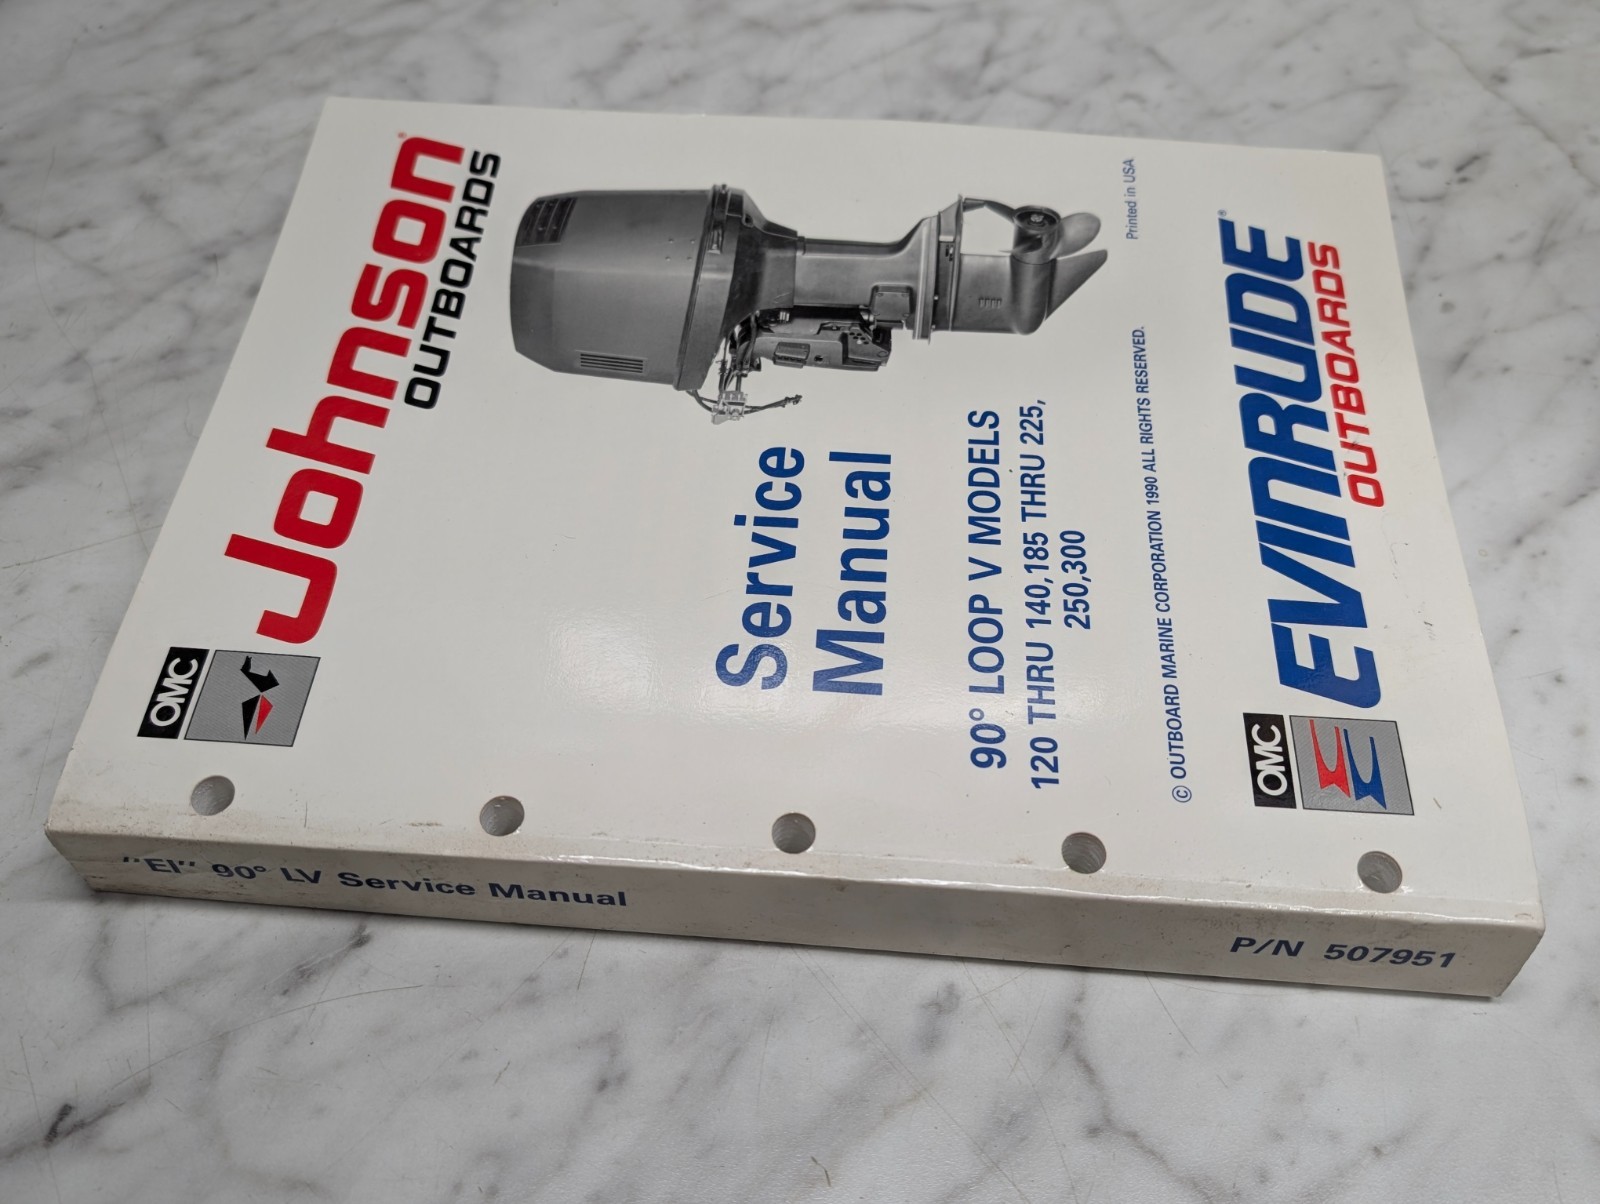 OMC
Johnson®
OUTBOARDS
Service
Manual
90° LOOP V MODELS
120 THRU 140,185 THRU 225,
250,300
Printed in USA
© OUTBOARD MARINE CORPORATION 1990 ALL RIGHTS RESERVED.
OMC
EVINRUDE®
OUTBOARDS
"EI" 90° LV Service Manual
P/N 507951